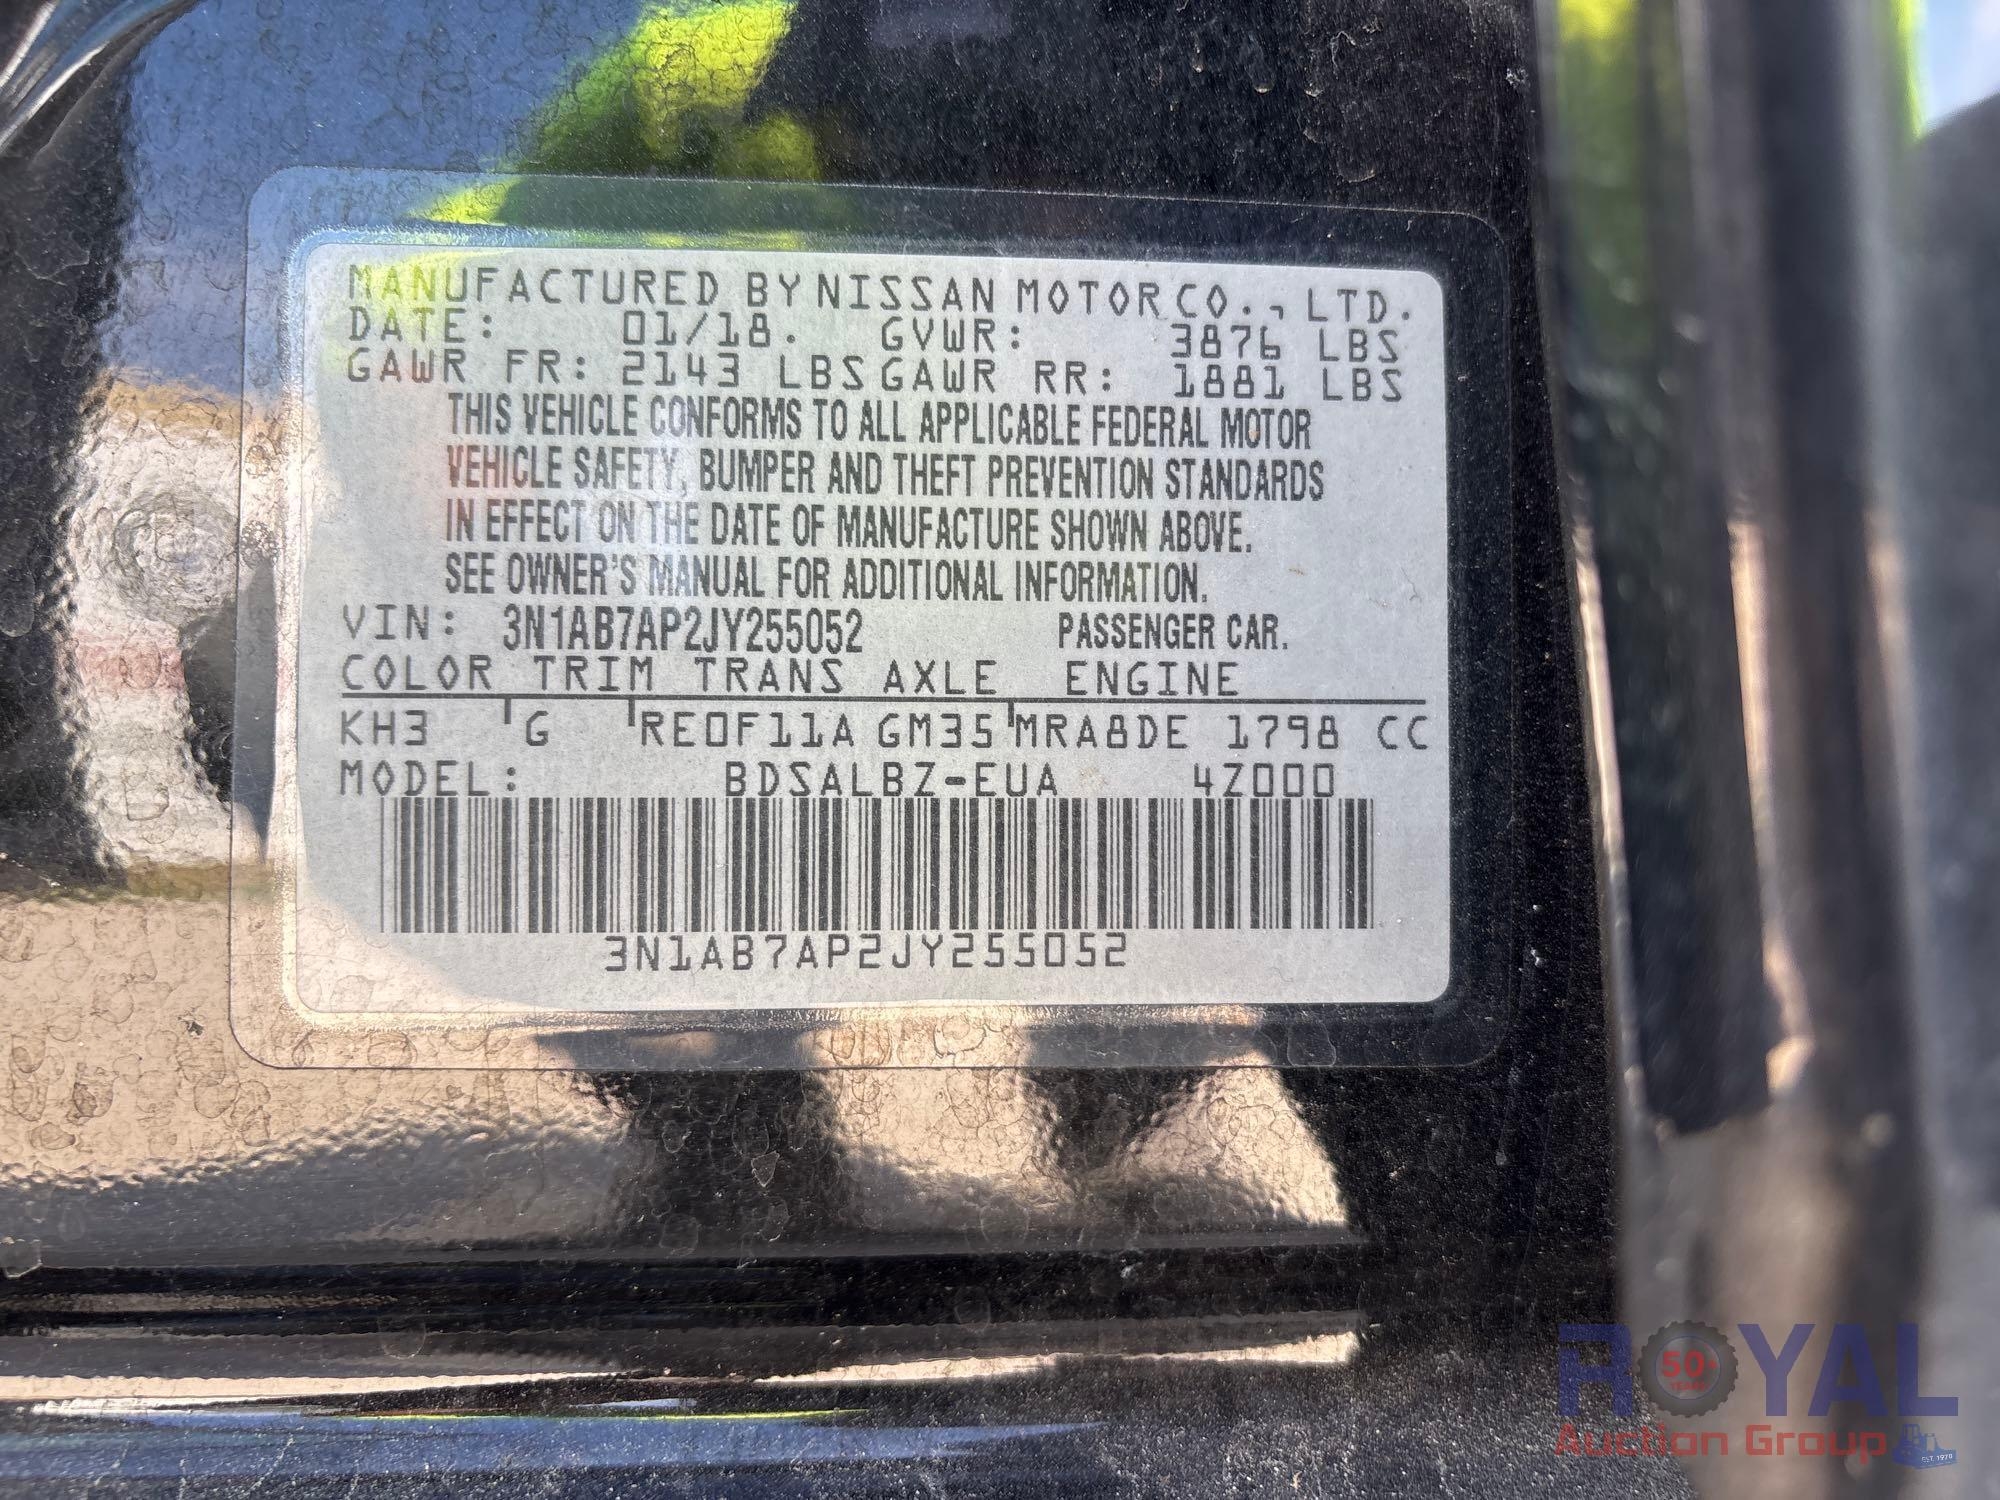 MANUFACTURED BY NISSAN MOTOR CO., LTD.
DATE: 01/18. GVWR: 3876 LBS
GAWR FR: 2143 LBS GAWR RR: 1881 LBS
THIS VEHICLE CONFORMS TO ALL APPLICABLE FEDERAL MOTOR
VEHICLE SAFETY, BUMPER AND THEFT PREVENTION STANDARDS
IN EFFECT ON THE DATE OF MANUFACTURE SHOWN ABOVE.
SEE OWNER'S MANUAL FOR ADDITIONAL INFORMATION.
VIN: 3N1AB7AP2JY255052 PASSENGER CAR.
COLOR TRIM TRANS AXLE ENGINE
KH3 G RE0F11A GM35 MRA8DE 1798 CC
MODEL: BDSALBZ-EUA 4Z000
3N1AB7AP2JY255052
ROYAL
50+
YEARS
Auction Group
EST. 1970